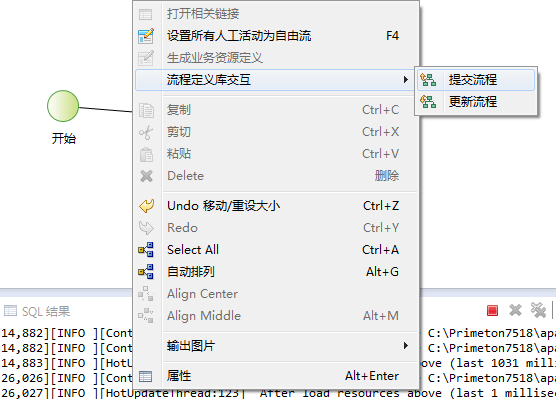 打开相关链接
设置所有人工活动为自由流 F4
生成业务资源定义
流程定义库交互 提交流程
更新流程
复制 Ctrl+C
开始
剪切 Ctrl+X
粘贴 Ctrl+V
Delete 删除
Undo 移动/重设大小 Ctrl+Z
Redo Ctrl+Y
Select All Ctrl+A
自动排列 Alt+G
Align Center
SQL 结果
Align Middle Alt+M
14,882][INFO ][Cont C:\Primeton7518\apa
输出图片
14,882][INFO ][Cont C:\Primeton7518\apa
14,883][INFO ][HotU above (last 1031 millis
属性 Alt+Enter
26,026][INFO ][Cont C:\Primeton7518\apa
26,027][INFO ][HotUpdateThread:123] After load resources above (last 1 millisec